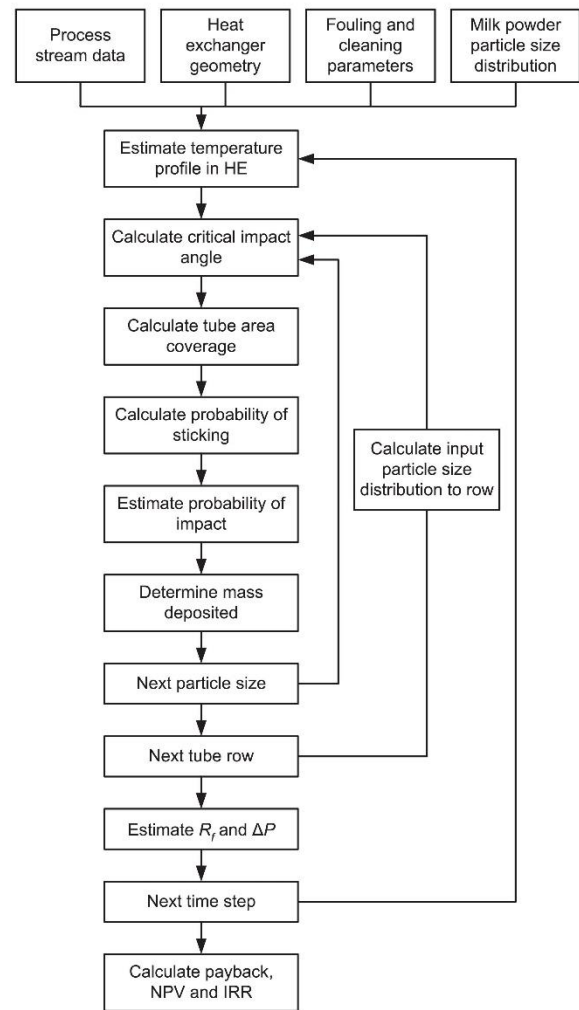 Process
stream data
Heat
exchanger
geometry
Fouling and
cleaning
parameters
Milk powder
particle size
distribution
Estimate temperature
profile in HE
Calculate critical impact
angle
Calculate tube area
coverage
Calculate probability of
sticking
Calculate input
particle size
distribution to row
Estimate probability of
impact
Determine mass
deposited
Next particle size
Next tube row
Estimate R_f and ΔP
Next time step
Calculate payback,
NPV and IRR